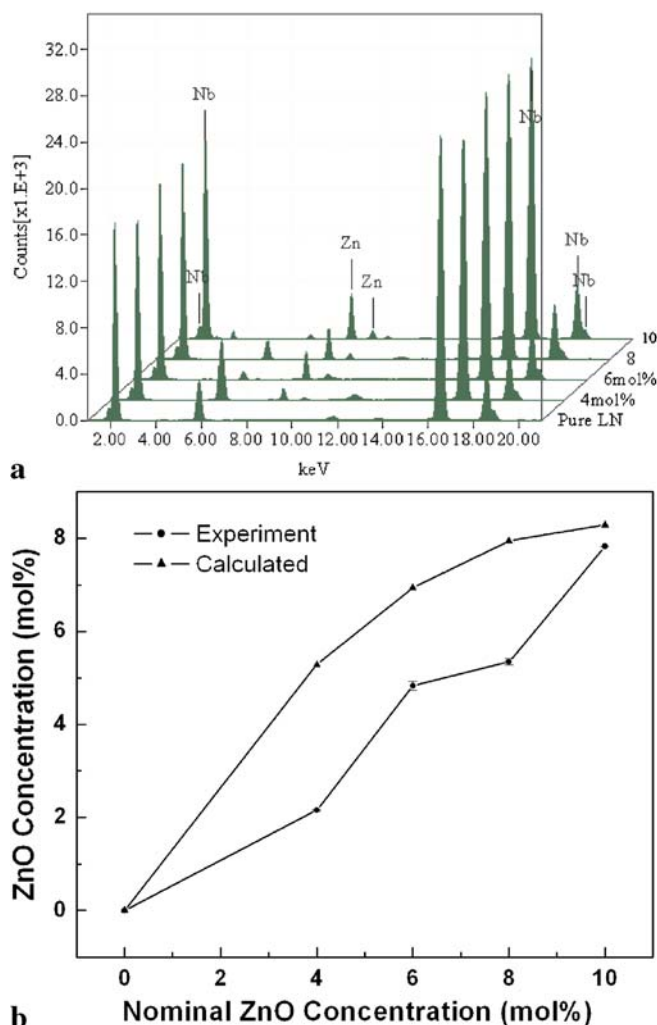 32.0
28.0
24.0
20.0
16.0
12.0
8.0
4.0
0.0
Counts[x1.E+3]
Nb
Nb
Zn
Zn
Nb
Nb
Nb
10
8
6mol%
4mol%
Pure LN
2.00 4.00 6.00 8.00 10.00 12.00 14.00 16.00 18.00 20.00
keV
a
Experiment
Calculated
8
6
4
2
0
ZnO Concentration (mol%)
0 2 4 6 8 10
b Nominal ZnO Concentration (mol%)